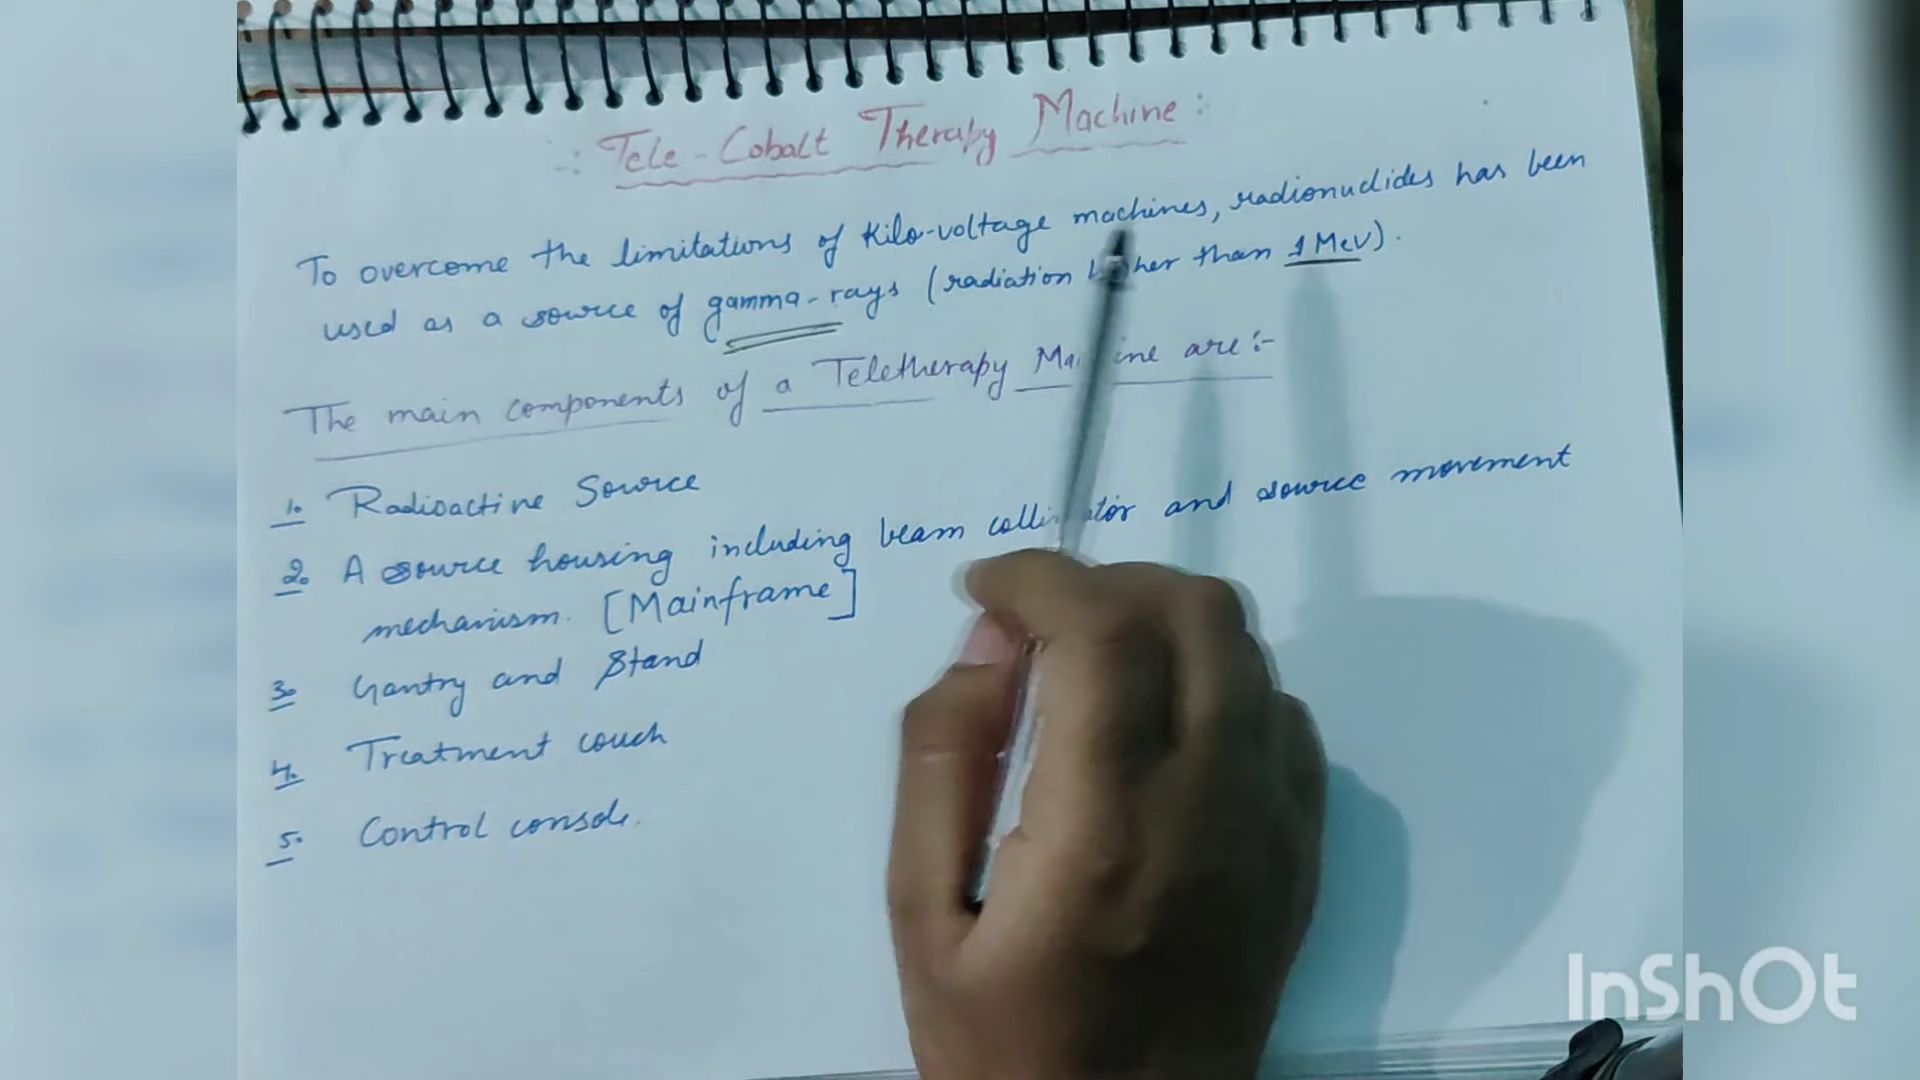 ∴ Tele-Cobalt Therapy Machine:
To overcome the limitations of Kilo-voltage machines, radionuclides has been
used as a source of gamma-rays (radiation than 1 MeV).
The main components of a Teletherapy are:-
1. Radioactive Source
2. A source housing including beam and source movement
mechanism. [Mainframe]
3. Gantry and Stand
4. Treatment couch
5. Control console.
InShOt